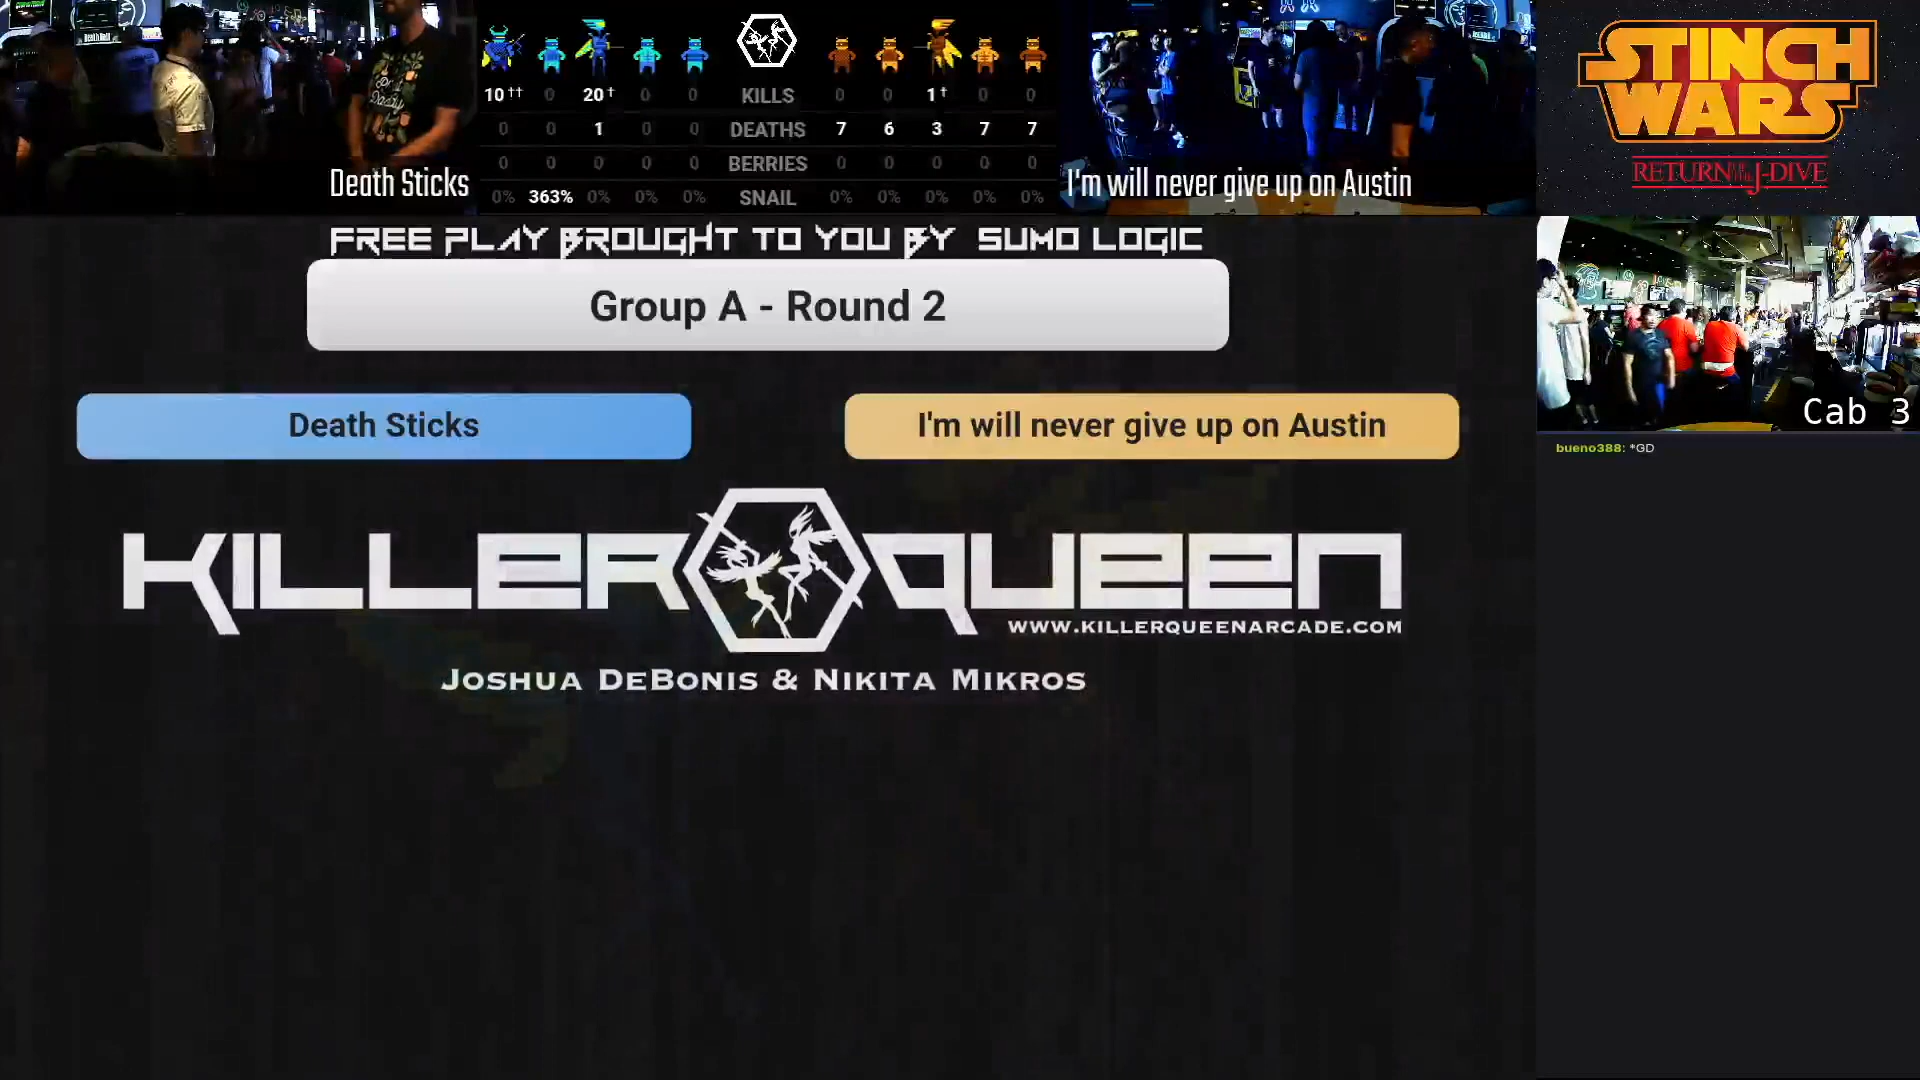 10†† 0 20† 0 0 KILLS 0 0 1† 0 0
0 0 1 0 0 DEATHS 7 6 3 7 7
0 0 0 0 0 BERRIES 0 0 0 0 0
0% 363% 0% 0% 0% SNAIL 0% 0% 0% 0% 0%
Death Sticks
I'm will never give up on Austin
STINCH
WARS
RETURN OF THE J-DIVE
FREE PLAY BROUGHT TO YOU BY SUMO LOGIC
Group A - Round 2
Death Sticks
I'm will never give up on Austin
Cab 3
bueno388: *GD
KILLER QUEEN
WWW.KILLERQUEENARCADE.COM
JOSHUA DEBONIS & NIKITA MIKROS